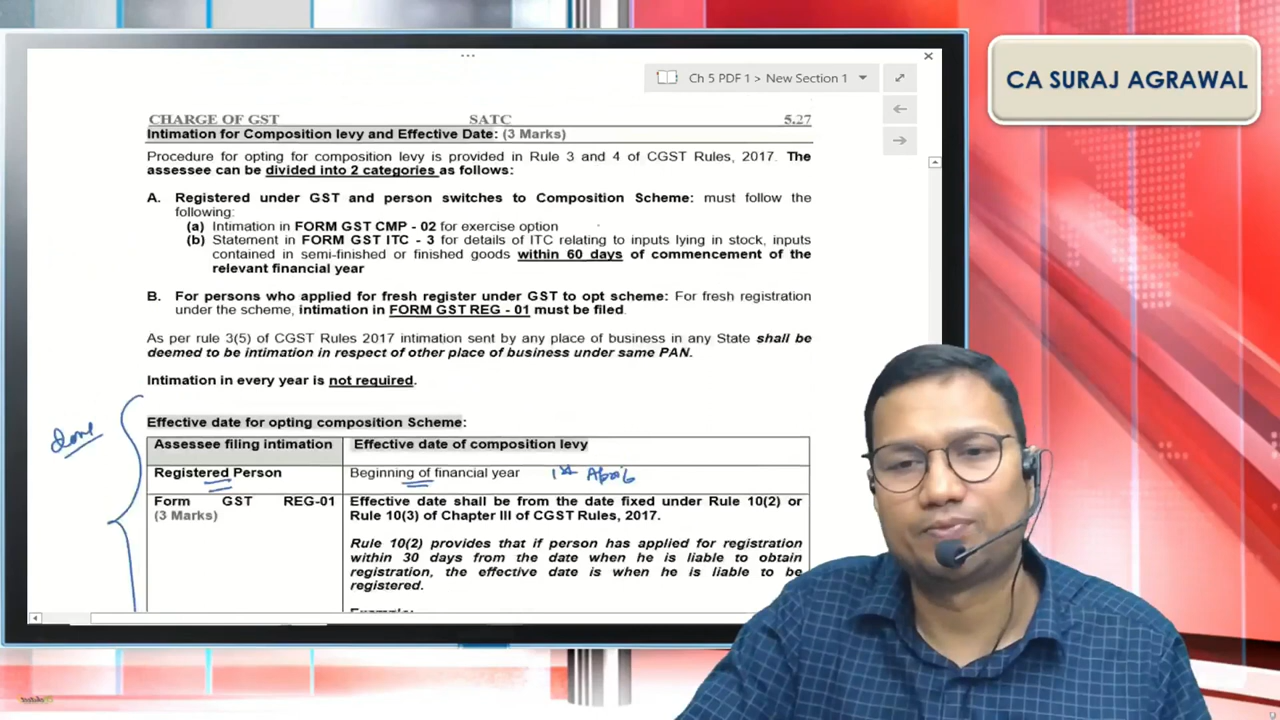 CA SURAJ AGRAWAL
Ch 5 PDF 1 > New Section 1
CHARGE OF GST SATC 5.27
Intimation for Composition levy and Effective Date: (3 Marks)
Procedure for opting for composition levy is provided in Rule 3 and 4 of CGST Rules, 2017. The
assessee can be divided into 2 categories as follows:
A. Registered under GST and person switches to Composition Scheme: must follow the
following:
(a) Intimation in FORM GST CMP - 02 for exercise option
(b) Statement in FORM GST ITC - 3 for details of ITC relating to inputs lying in stock, inputs
contained in semi-finished or finished goods within 60 days of commencement of the
relevant financial year
B. For persons who applied for fresh register under GST to opt scheme: For fresh registration
under the scheme, intimation in FORM GST REG - 01 must be filed.
As per rule 3(5) of CGST Rules 2017 intimation sent by any place of business in any State shall be
deemed to be intimation in respect of other place of business under same PAN.
Intimation in every year is not required.
done
Effective date for opting composition Scheme:
Assessee filing intimation Effective date of composition levy
Registered Person Beginning of financial year 1st April
Form GST REG-01 Effective date shall be from the date fixed under Rule 10(2) or
(3 Marks) Rule 10(3) of Chapter III of CGST Rules, 2017.
Rule 10(2) provides that if person has applied for registration
within 30 days from the date when he is liable to obtain
registration, the effective date is when he is liable to be
registered.
Example: